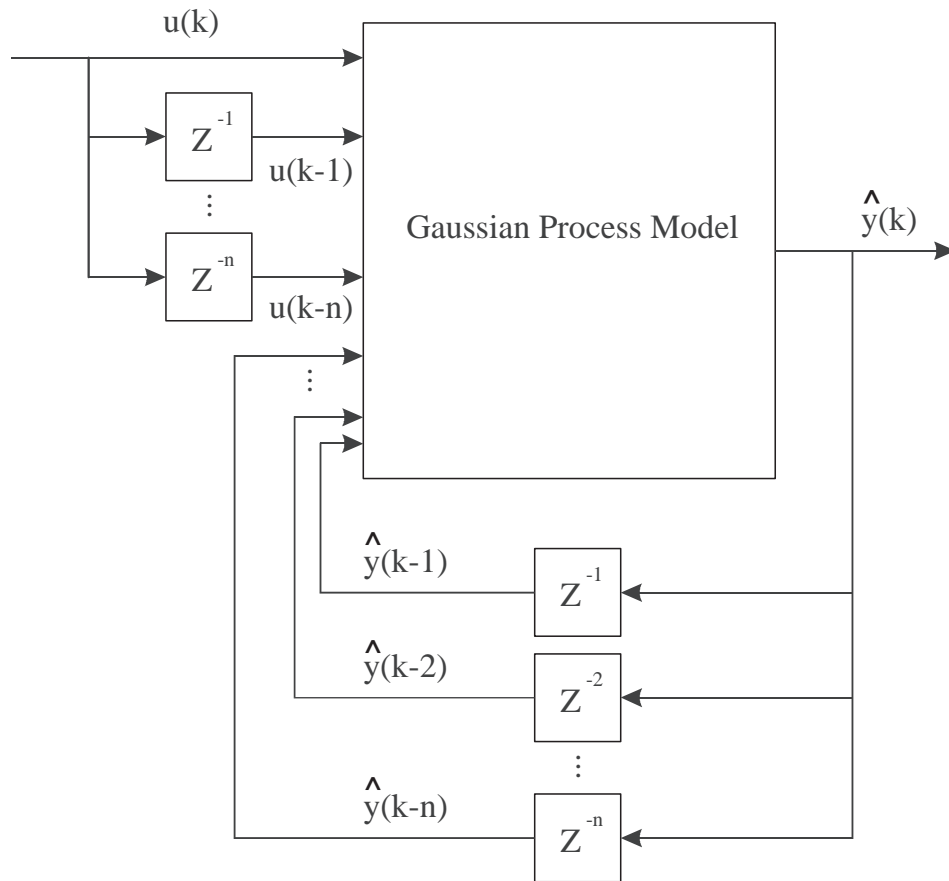 u(k)
Z^-1
u(k-1)
⋮
Z^-n
u(k-n)
⋮
Gaussian Process Model
ŷ(k)
ŷ(k-1)
Z^-1
ŷ(k-2)
Z^-2
⋮
ŷ(k-n)
Z^-n